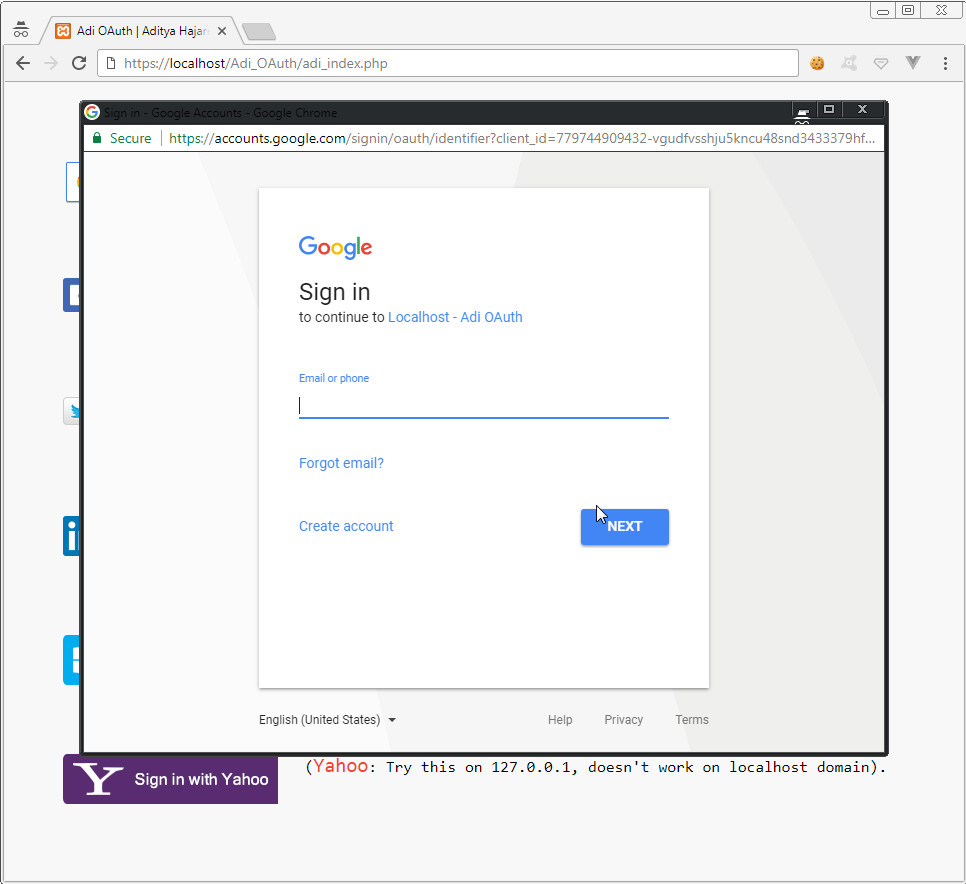 Adi OAuth | Aditya Hajar
https://localhost/Adi_OAuth/adi_index.php
Sign in - Google Accounts - Google Chrome
Secure
https://accounts.google.com/signin/oauth/identifier?client_id=779744909432-vgudfvsshju5kncu48snd3433379hf...
Google
Sign in
to continue to Localhost - Adi OAuth
Email or phone
Forgot email?
Create account
NEXT
English (United States)
Help
Privacy
Terms
Sign in with Yahoo
(Yahoo: Try this on 127.0.0.1, doesn't work on localhost domain).